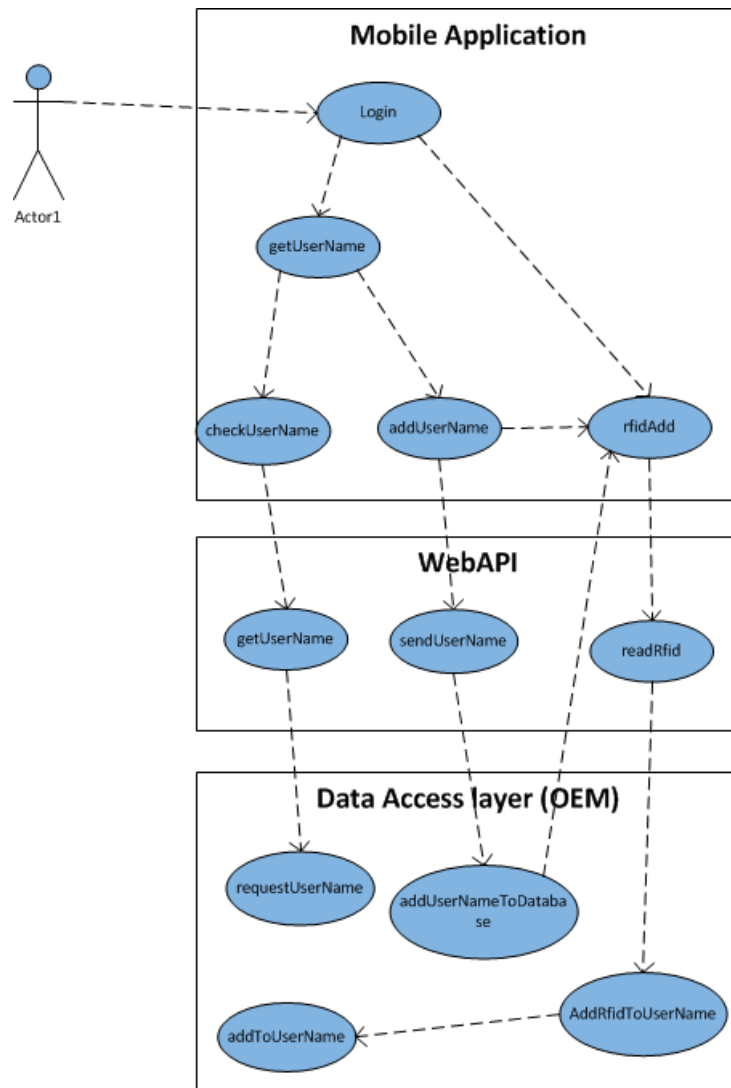 Mobile Application
Login
Actor1
getUserName
checkUserName
addUserName
rfidAdd
WebAPI
getUserName
sendUserName
readRfid
Data Access layer (OEM)
requestUserName
addUserNameToDataba
se
AddRfidToUserName
addToUserName